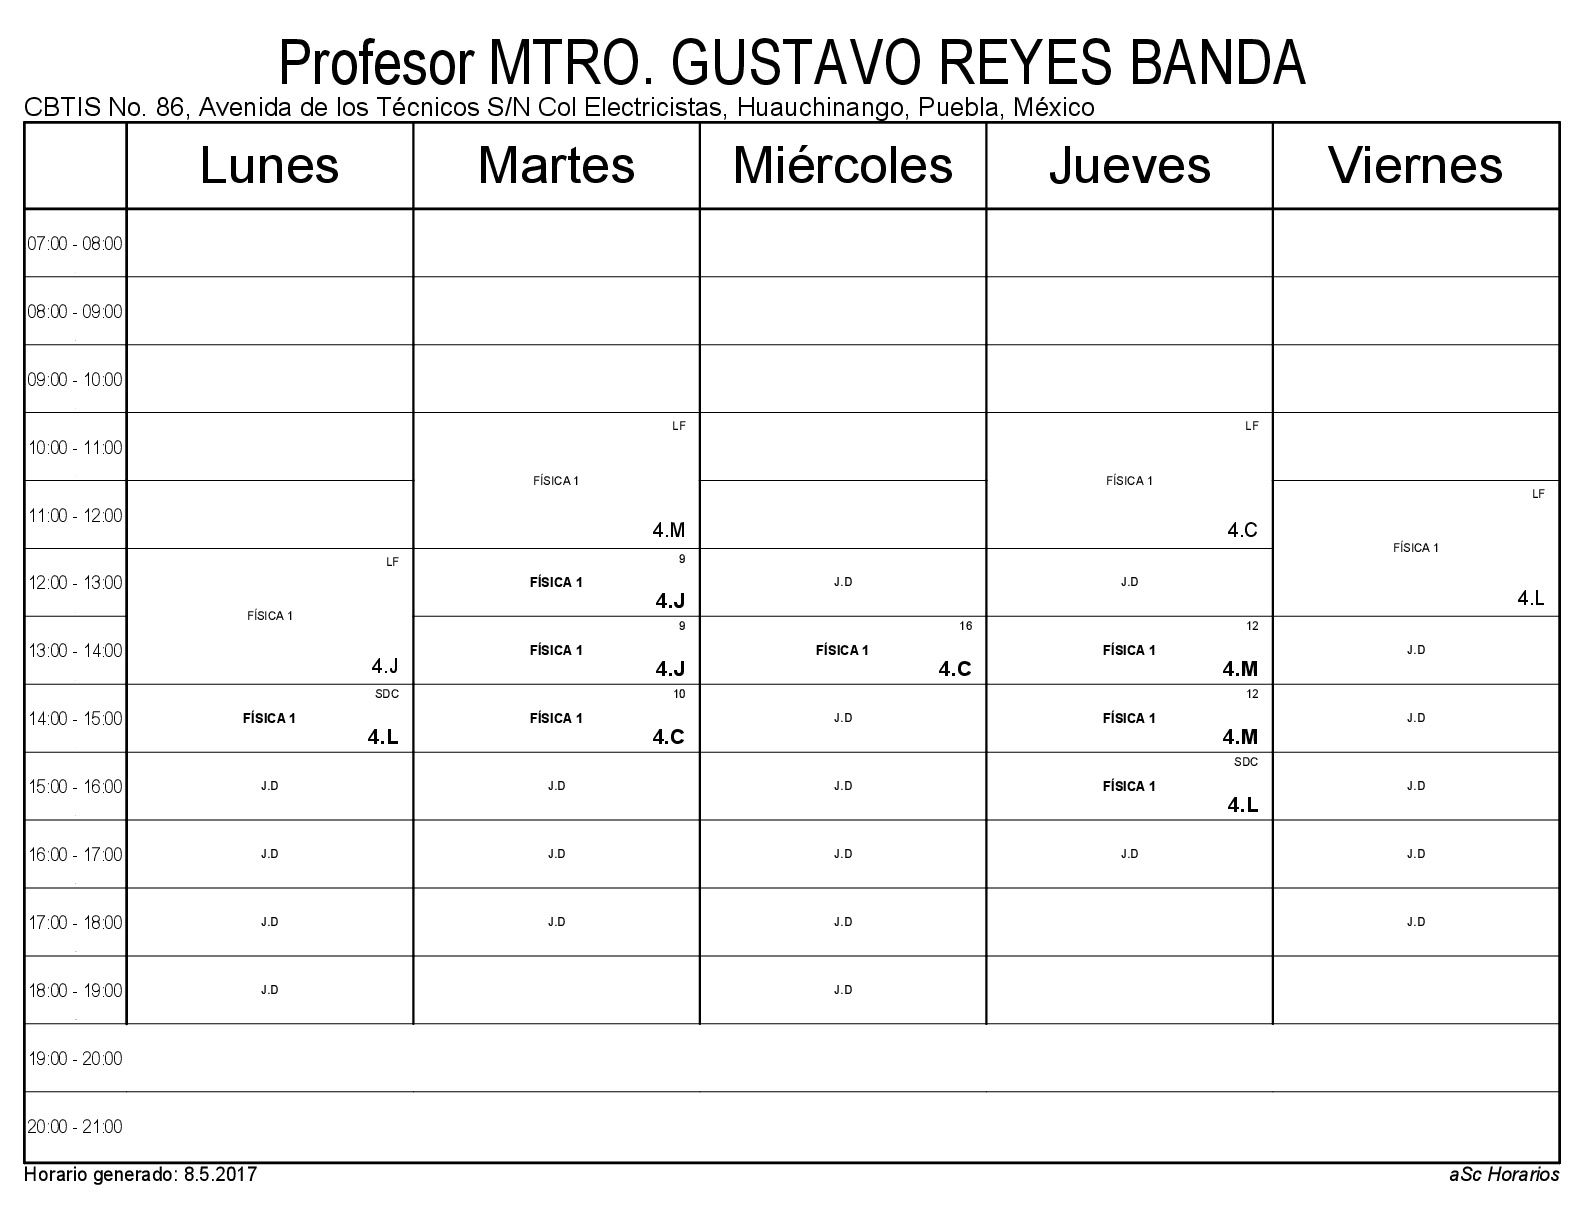 Profesor MTRO. GUSTAVO REYES BANDA
CBTIS No. 86, Avenida de los Técnicos S/N Col Electricistas, Huauchinango, Puebla, México
Lunes Martes Miércoles Jueves Viernes
07:00 - 08:00
08:00 - 09:00
09:00 - 10:00
LF LF
10:00 - 11:00
FÍSICA 1 FÍSICA 1
LF
11:00 - 12:00
4.M 4.C
FÍSICA 1
LF 9
12:00 - 13:00 FÍSICA 1 J.D J.D
4.J 4.L
FÍSICA 1
9 16 12
13:00 - 14:00 FÍSICA 1 FÍSICA 1 FÍSICA 1 J.D
4.J 4.J 4.C 4.M
SDC 10 12
14:00 - 15:00 FÍSICA 1 FÍSICA 1 J.D FÍSICA 1 J.D
4.L 4.C 4.M
SDC
15:00 - 16:00 J.D J.D J.D FÍSICA 1 J.D
4.L
16:00 - 17:00 J.D J.D J.D J.D J.D
17:00 - 18:00 J.D J.D J.D J.D
18:00 - 19:00 J.D J.D
19:00 - 20:00
20:00 - 21:00
Horario generado: 8.5.2017 aSc Horarios